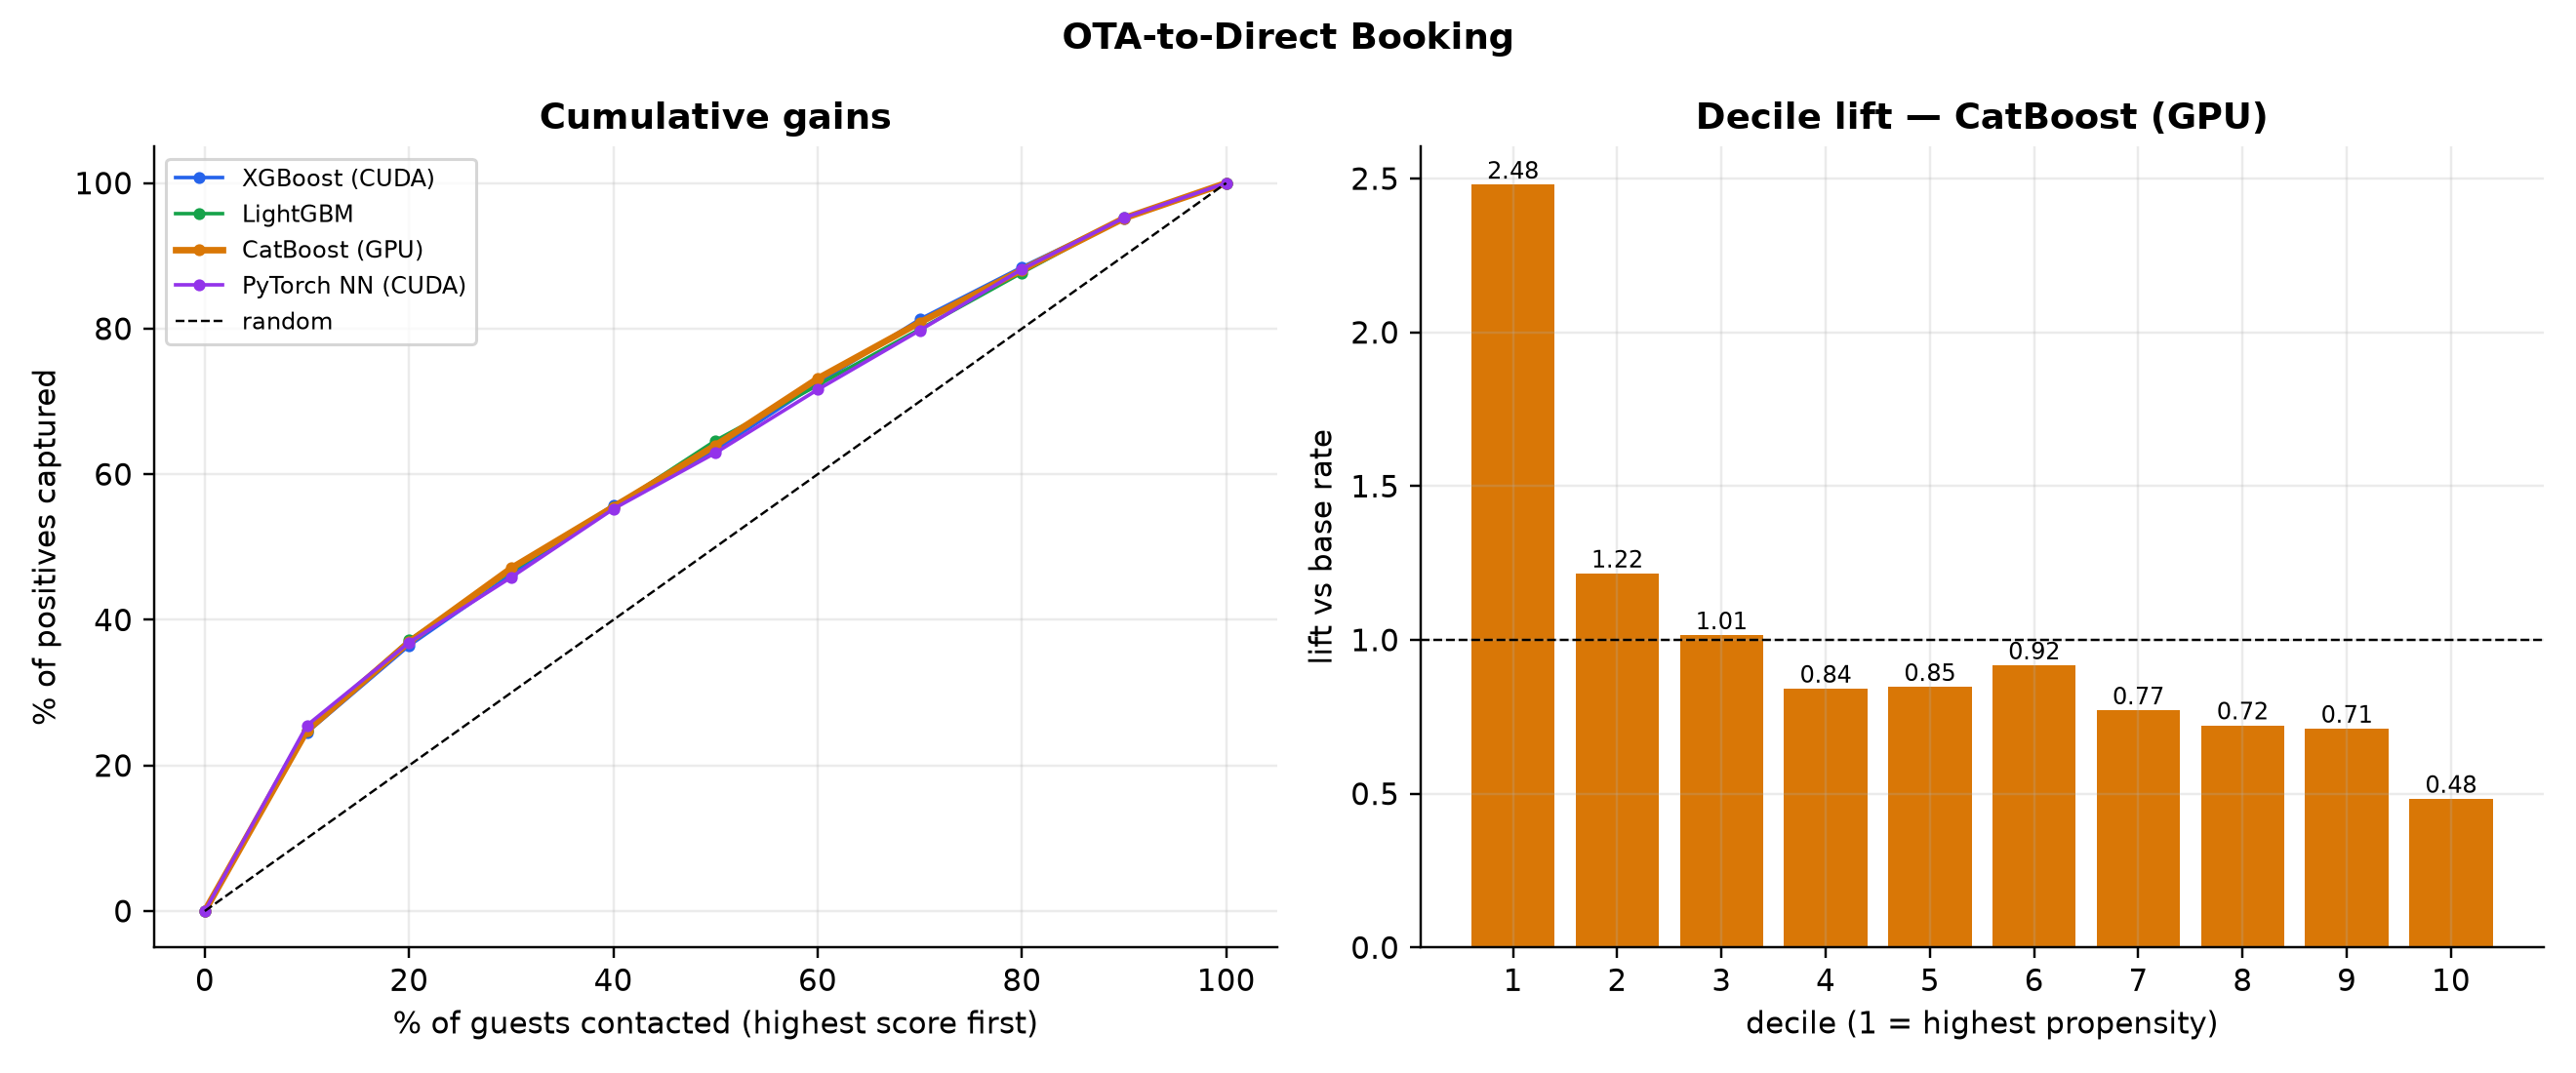 OTA-to-Direct Booking
Cumulative gains
% of positives captured
100
80
60
40
20
0
XGBoost (CUDA)
LightGBM
CatBoost (GPU)
PyTorch NN (CUDA)
random
0 20 40 60 80 100
% of guests contacted (highest score first)
Decile lift — CatBoost (GPU)
lift vs base rate
2.5
2.0
1.5
1.0
0.5
0.0
2.48
1.22
1.01
0.84
0.85
0.92
0.77
0.72
0.71
0.48
1 2 3 4 5 6 7 8 9 10
decile (1 = highest propensity)